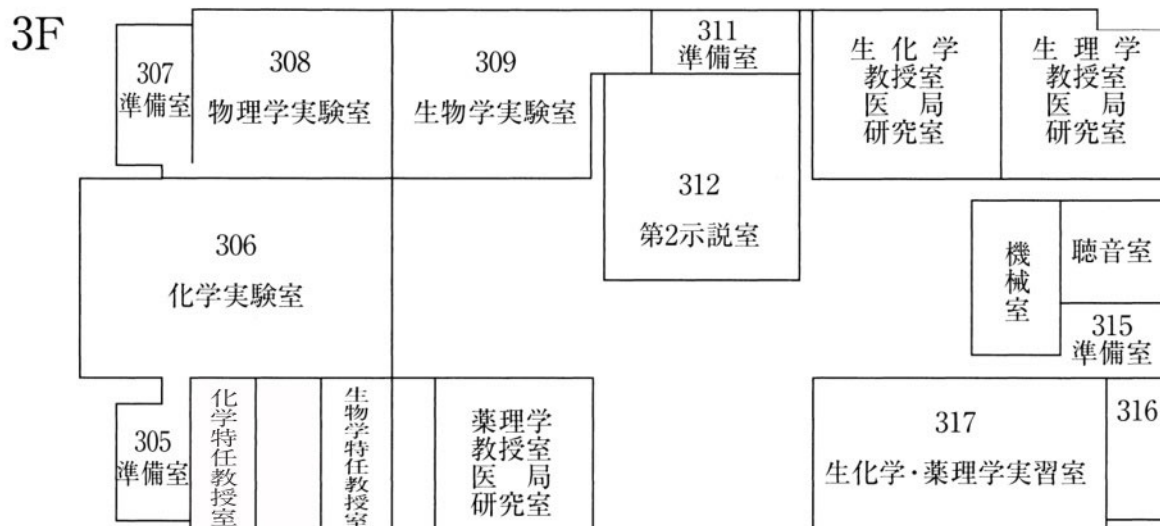 3F
307
準備室
308
物理学実験室
309
生物学実験室
311
準備室
生化学
教授室
医局
研究室
生理学
教授室
医局
研究室
312
第2示説室
306
化学実験室
機械室
聴音室
315
準備室
305
準備室
化学特任教授室
生物学特任教授室
薬理学
教授室
医局
研究室
317
生化学・薬理学実習室
316